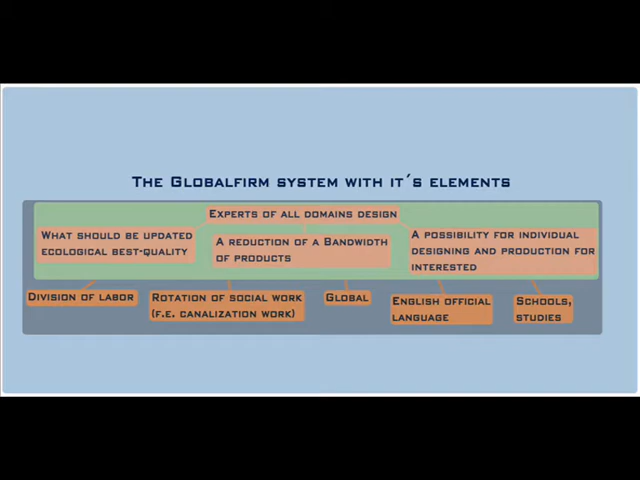 The Globalfirm system with it´s elements
Experts of all domains design
What should be updated
ecological best-quality
A reduction of a Bandwidth
of products
A possibility for individual
designing and production for
interested
Division of labor
Rotation of social work
(f.e. canalization work)
Global
English official
language
Schools,
studies